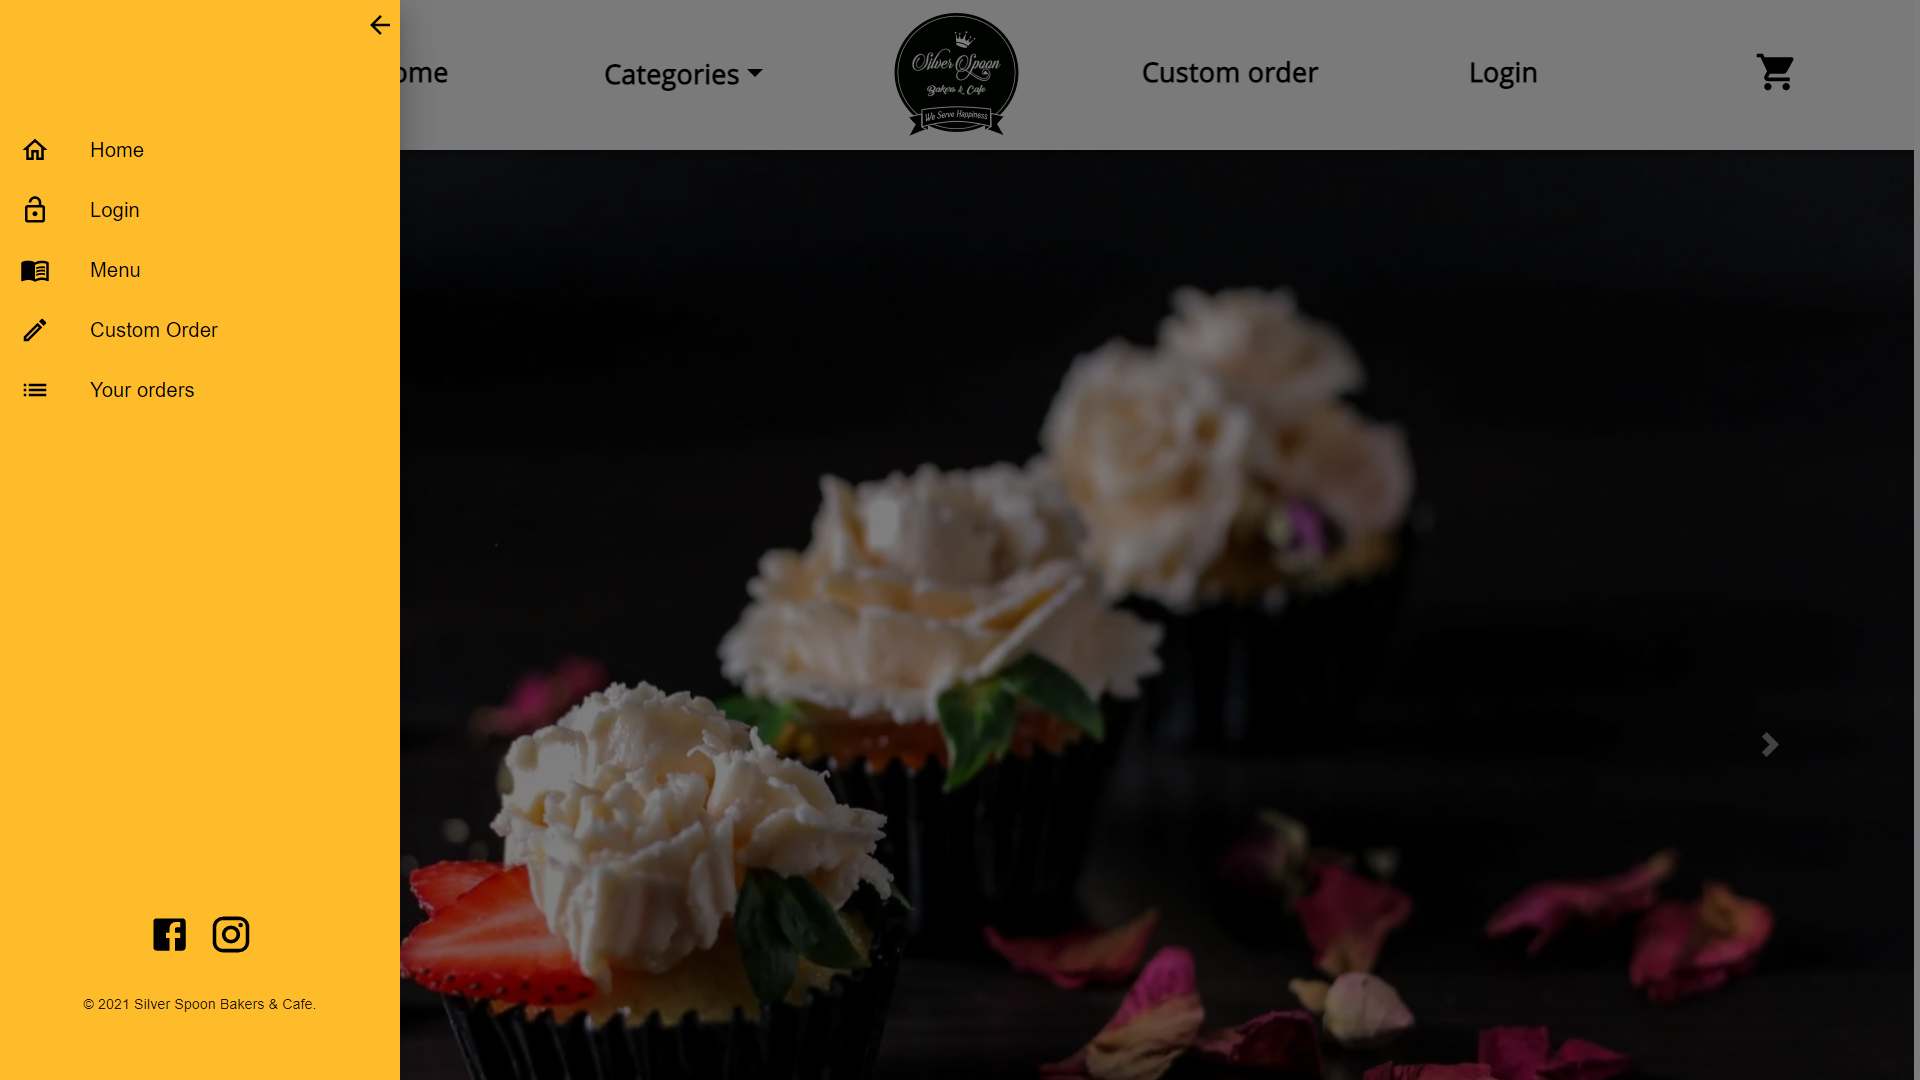 ome
Categories
Silver Spoon
Bakers & Cafe
We Serve Happiness
Custom order
Login
Home
Login
Menu
Custom Order
Your orders
© 2021 Silver Spoon Bakers & Cafe.